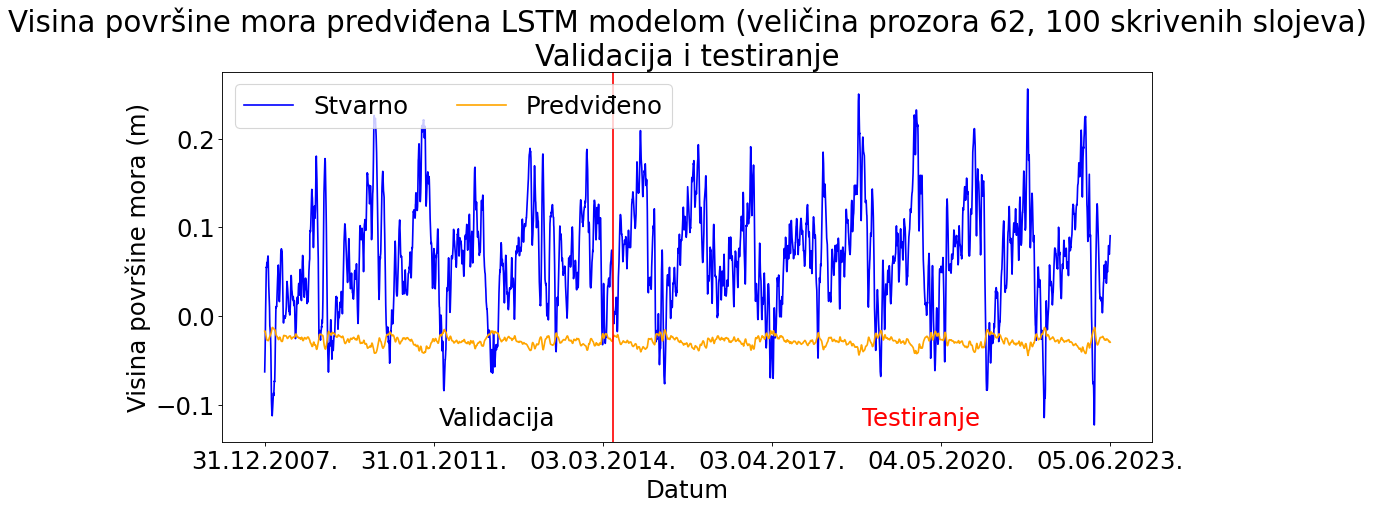 Visina površine mora predviđena LSTM modelom (veličina prozora 62, 100 skrivenih slojeva)
Validacija i testiranje
Stvarno
Predviđeno
Visina površine mora (m)
0.2
0.1
0.0
−0.1
Validacija
Testiranje
31.12.2007.
31.01.2011.
03.03.2014.
03.04.2017.
04.05.2020.
05.06.2023.
Datum